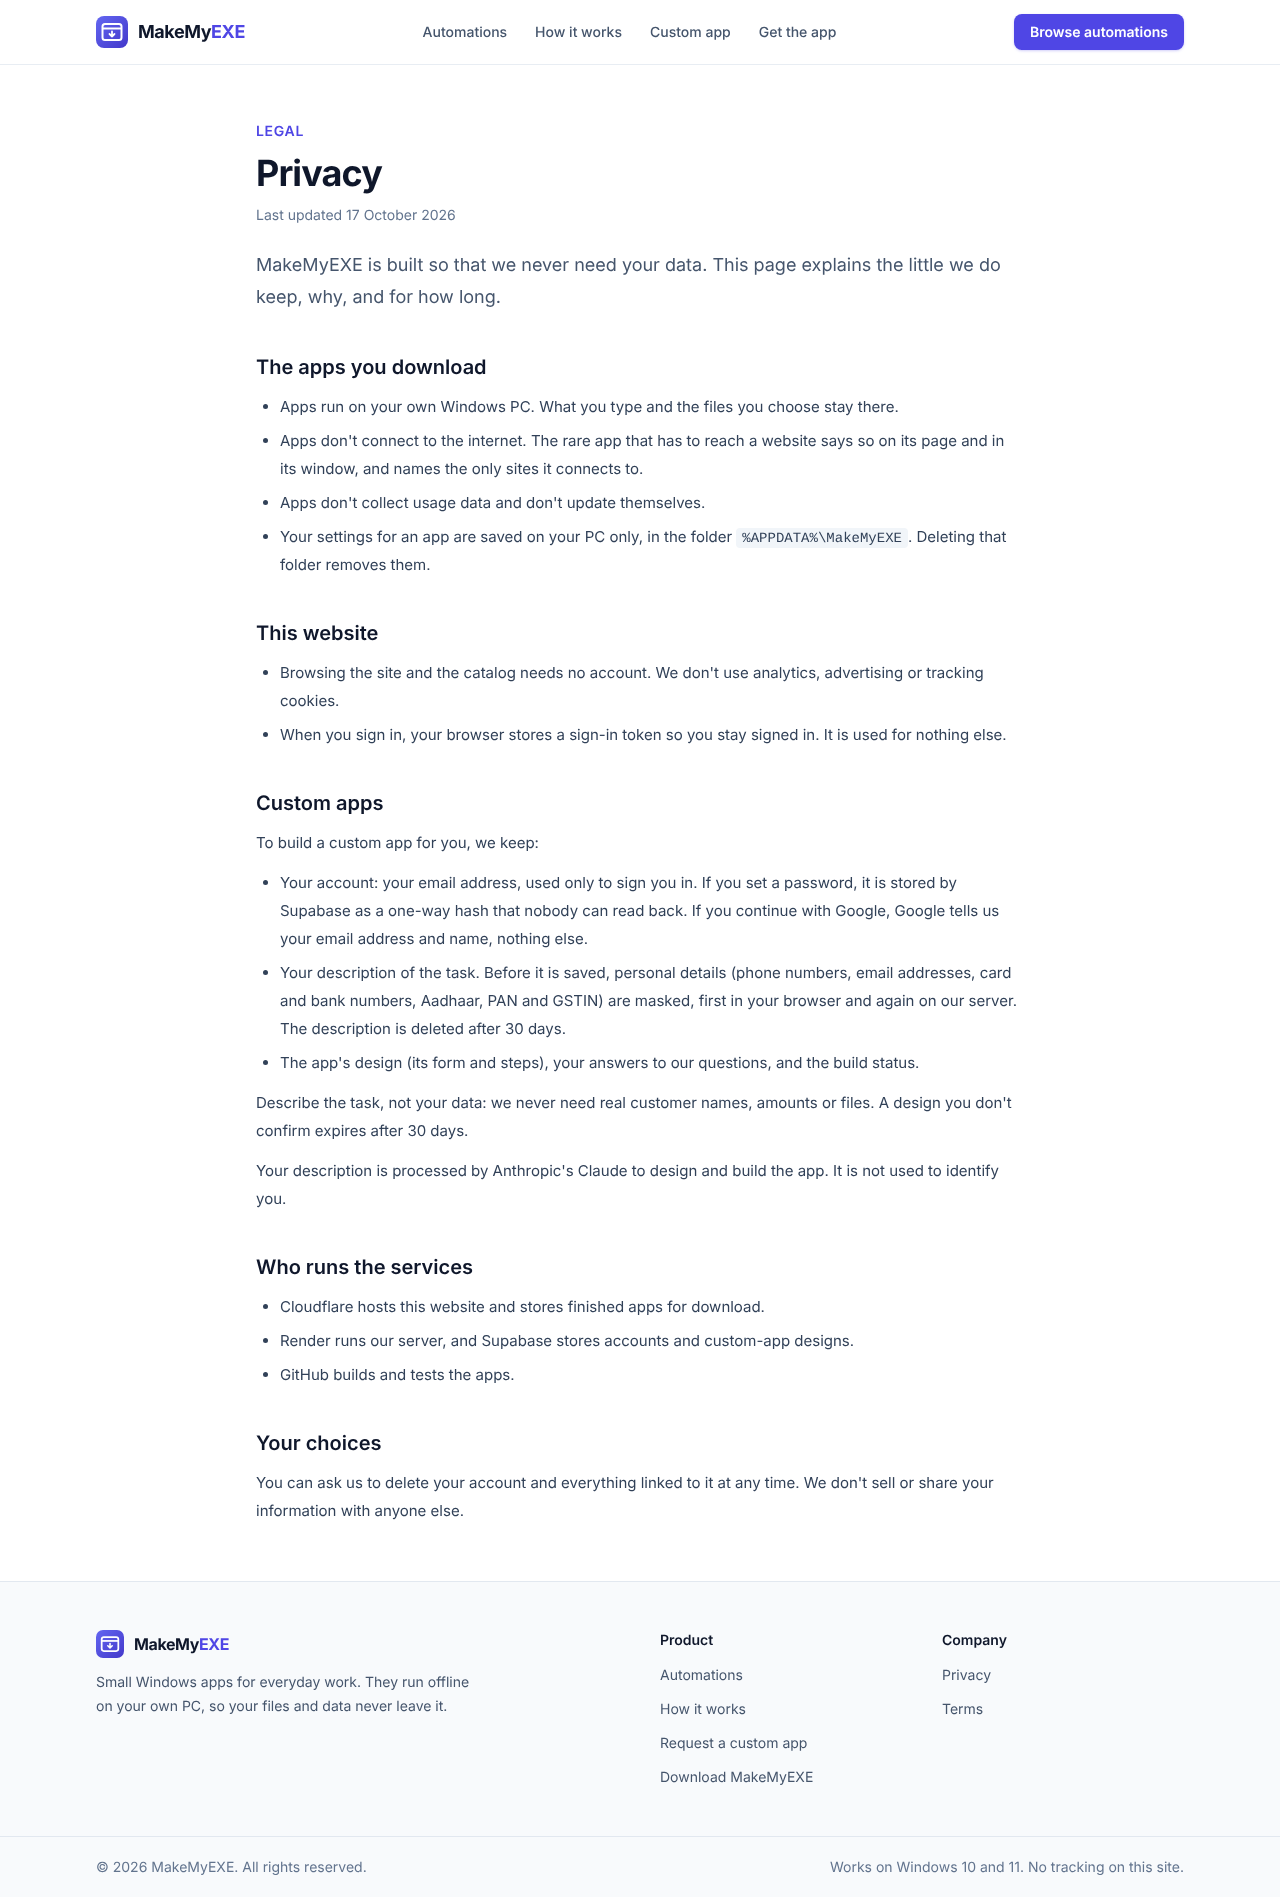 MakeMyEXE
Automations
How it works
Custom app
Get the app
Browse automations
LEGAL
Privacy
Last updated 17 October 2026
MakeMyEXE is built so that we never need your data. This page explains the little we do
keep, why, and for how long.
The apps you download
• Apps run on your own Windows PC. What you type and the files you choose stay there.
• Apps don't connect to the internet. The rare app that has to reach a website says so on its page and in
its window, and names the only sites it connects to.
• Apps don't collect usage data and don't update themselves.
• Your settings for an app are saved on your PC only, in the folder %APPDATA%\MakeMyEXE. Deleting that
folder removes them.
This website
• Browsing the site and the catalog needs no account. We don't use analytics, advertising or tracking
cookies.
• When you sign in, your browser stores a sign-in token so you stay signed in. It is used for nothing else.
Custom apps
To build a custom app for you, we keep:
• Your account: your email address, used only to sign you in. If you set a password, it is stored by
Supabase as a one-way hash that nobody can read back. If you continue with Google, Google tells us
your email address and name, nothing else.
• Your description of the task. Before it is saved, personal details (phone numbers, email addresses, card
and bank numbers, Aadhaar, PAN and GSTIN) are masked, first in your browser and again on our server.
The description is deleted after 30 days.
• The app's design (its form and steps), your answers to our questions, and the build status.
Describe the task, not your data: we never need real customer names, amounts or files. A design you don't
confirm expires after 30 days.
Your description is processed by Anthropic's Claude to design and build the app. It is not used to identify
you.
Who runs the services
• Cloudflare hosts this website and stores finished apps for download.
• Render runs our server, and Supabase stores accounts and custom-app designs.
• GitHub builds and tests the apps.
Your choices
You can ask us to delete your account and everything linked to it at any time. We don't sell or share your
information with anyone else.
MakeMyEXE
Small Windows apps for everyday work. They run offline
on your own PC, so your files and data never leave it.
Product
Automations
How it works
Request a custom app
Download MakeMyEXE
Company
Privacy
Terms
© 2026 MakeMyEXE. All rights reserved.
Works on Windows 10 and 11. No tracking on this site.